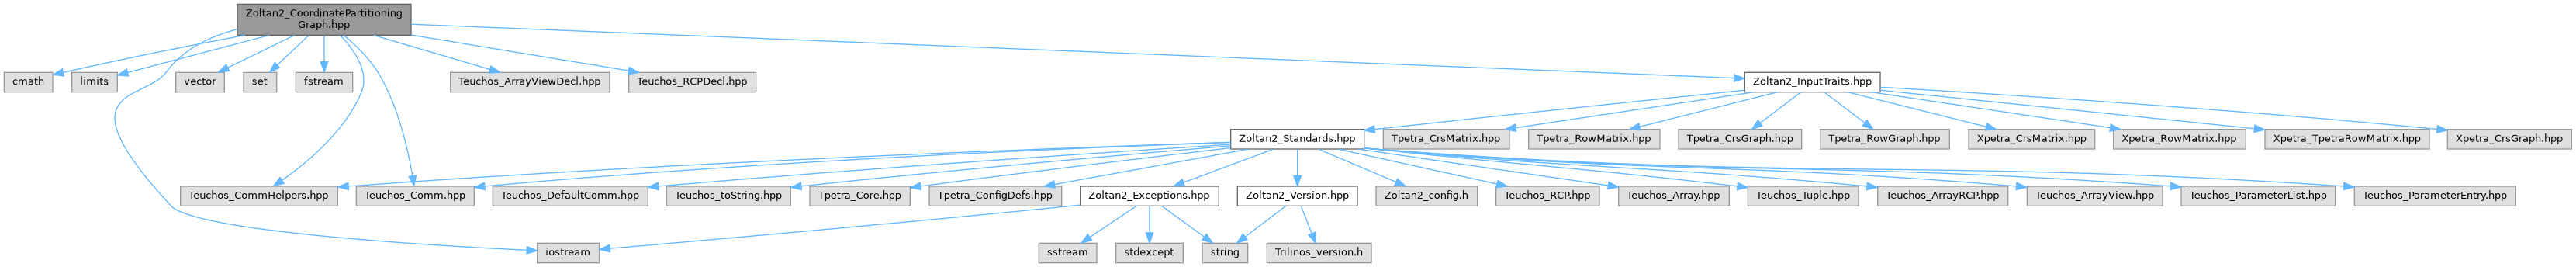 Zoltan2_CoordinatePartitioning
Graph.hpp
cmath
limits
vector
set
fstream
Teuchos_ArrayViewDecl.hpp
Teuchos_RCPDecl.hpp
Zoltan2_InputTraits.hpp
Zoltan2_Standards.hpp
Tpetra_CrsMatrix.hpp
Tpetra_RowMatrix.hpp
Tpetra_CrsGraph.hpp
Tpetra_RowGraph.hpp
Xpetra_CrsMatrix.hpp
Xpetra_RowMatrix.hpp
Xpetra_TpetraRowMatrix.hpp
Xpetra_CrsGraph.hpp
Teuchos_CommHelpers.hpp
Teuchos_Comm.hpp
Teuchos_DefaultComm.hpp
Teuchos_toString.hpp
Tpetra_Core.hpp
Tpetra_ConfigDefs.hpp
Zoltan2_Exceptions.hpp
Zoltan2_Version.hpp
Zoltan2_config.h
Teuchos_RCP.hpp
Teuchos_Array.hpp
Teuchos_Tuple.hpp
Teuchos_ArrayRCP.hpp
Teuchos_ArrayView.hpp
Teuchos_ParameterList.hpp
Teuchos_ParameterEntry.hpp
iostream
sstream
stdexcept
string
Trilinos_version.h